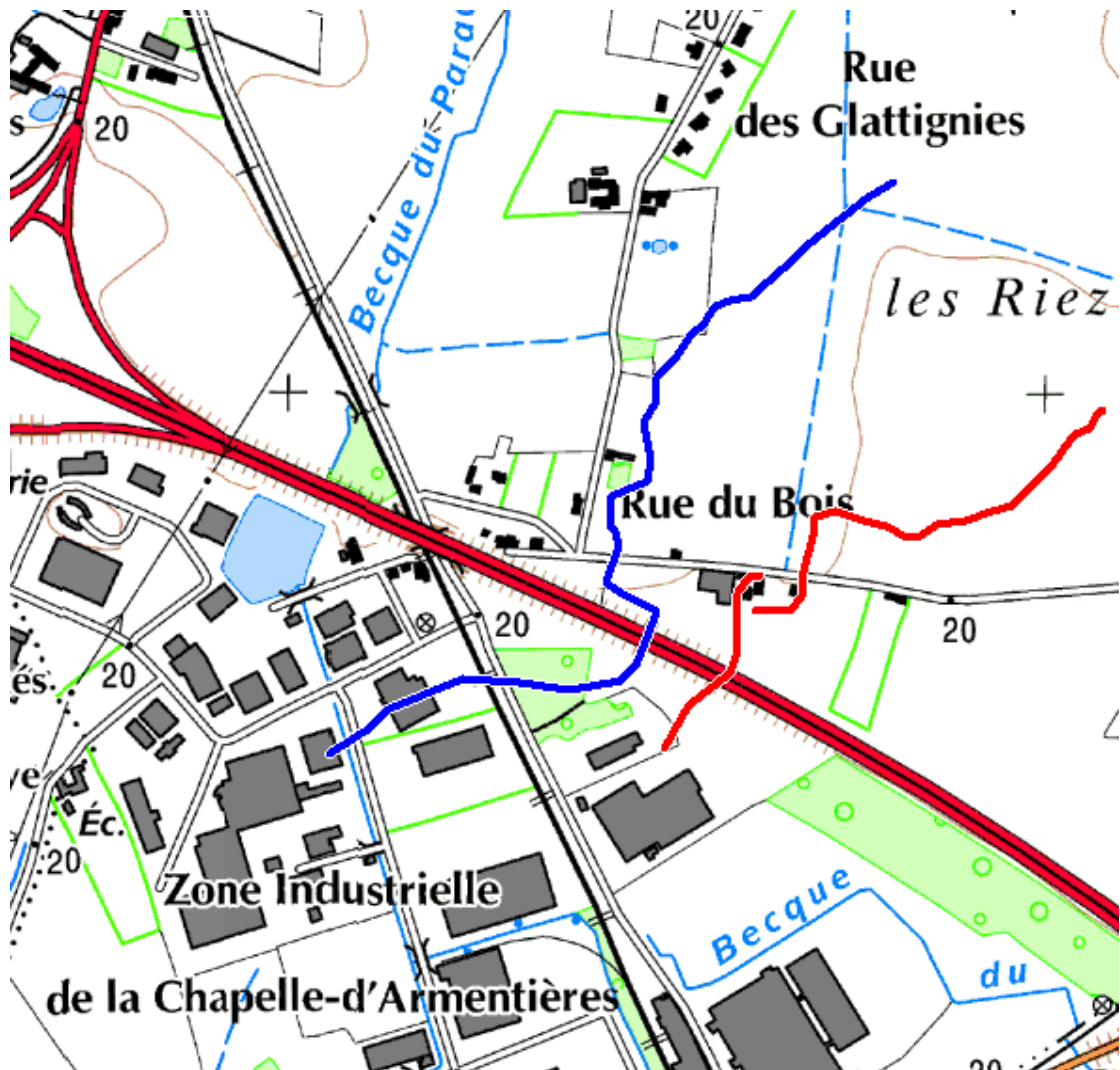 20
Rue
des Glattignies
s
20
Becque du Parad
les Riez
rie
Rue du Bois
20
20
és.
20
ve
Éc.
20
Zone Industrielle
de la Chapelle-d'Armentières
Becque
du
20